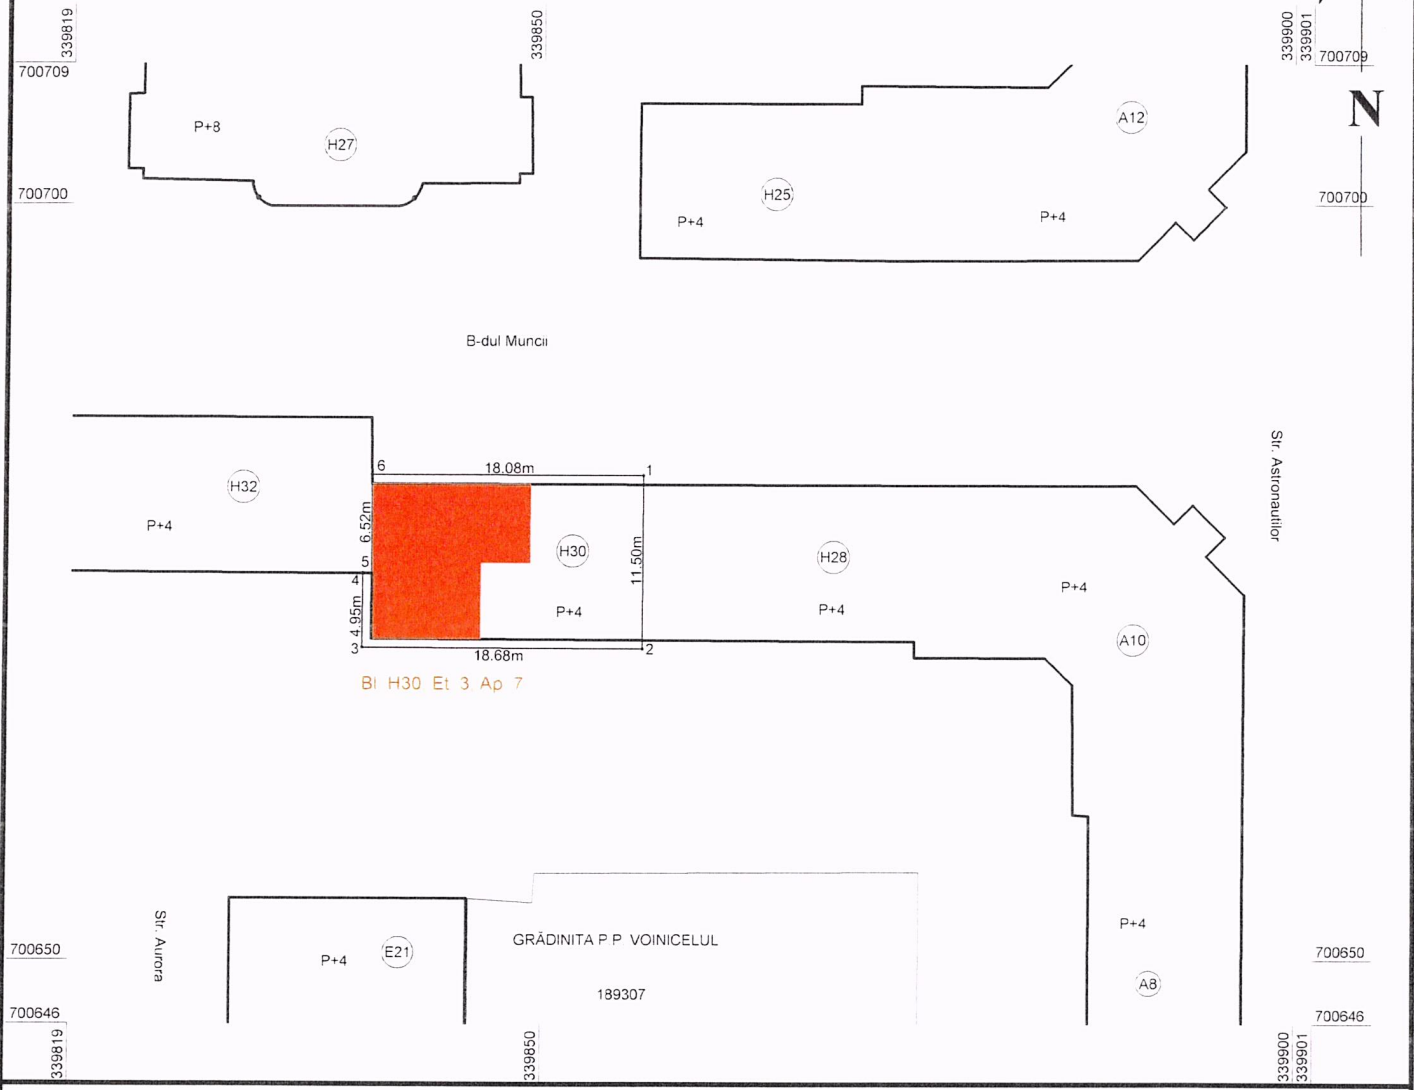 339819
339850
339900
339901
700709
700709
N
P+8
H27
A12
700700
H25
P+4
P+4
700700
B-dul Muncii
Str. Astronautilor
6
18.08m
1
H32
P+4
6.52m
H30
11.50m
H28
5
4
P+4
P+4
P+4
4.95m
A10
3
18.68m
2
Bl H30 Et 3 Ap 7
Str. Aurora
P+4
E21
GRĂDINITA P P VOINICELUL
189307
P+4
A8
700650
700650
700646
700646
339819
339850
339900
339901